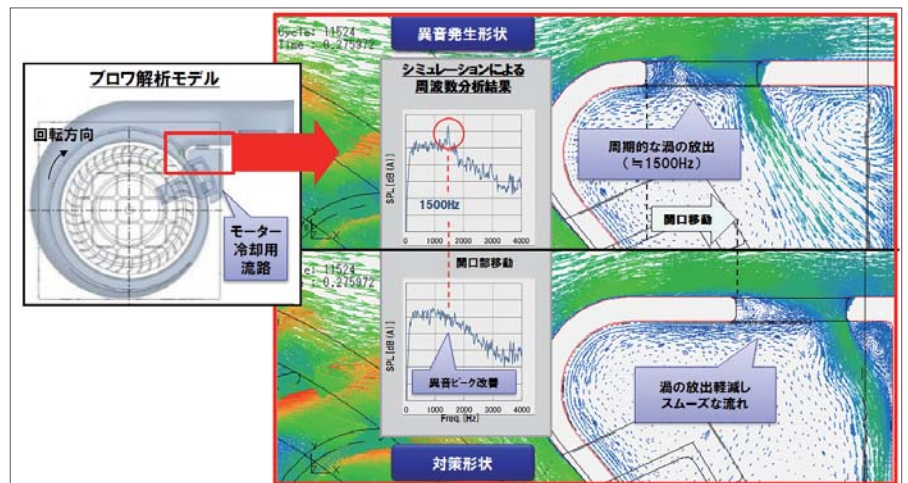 ブロワ解析モデル
回転方向
モーター
冷却用
流路
Cycle: 11524
Time : 0.275972
異音発生形状
シミュレーションによる
周波数分析結果
SPL[dB(A)]
1500Hz
0 1000 2000 3000 4000
周期的な渦の放出
(≒1500Hz)
開口移動
: 11524
: 0.275972
開口部移動
SPL[dB(A)]
異音ピーク改善
0 1000 2000 3000 4000
Freq.[Hz]
渦の放出軽減し
スムーズな流れ
対策形状